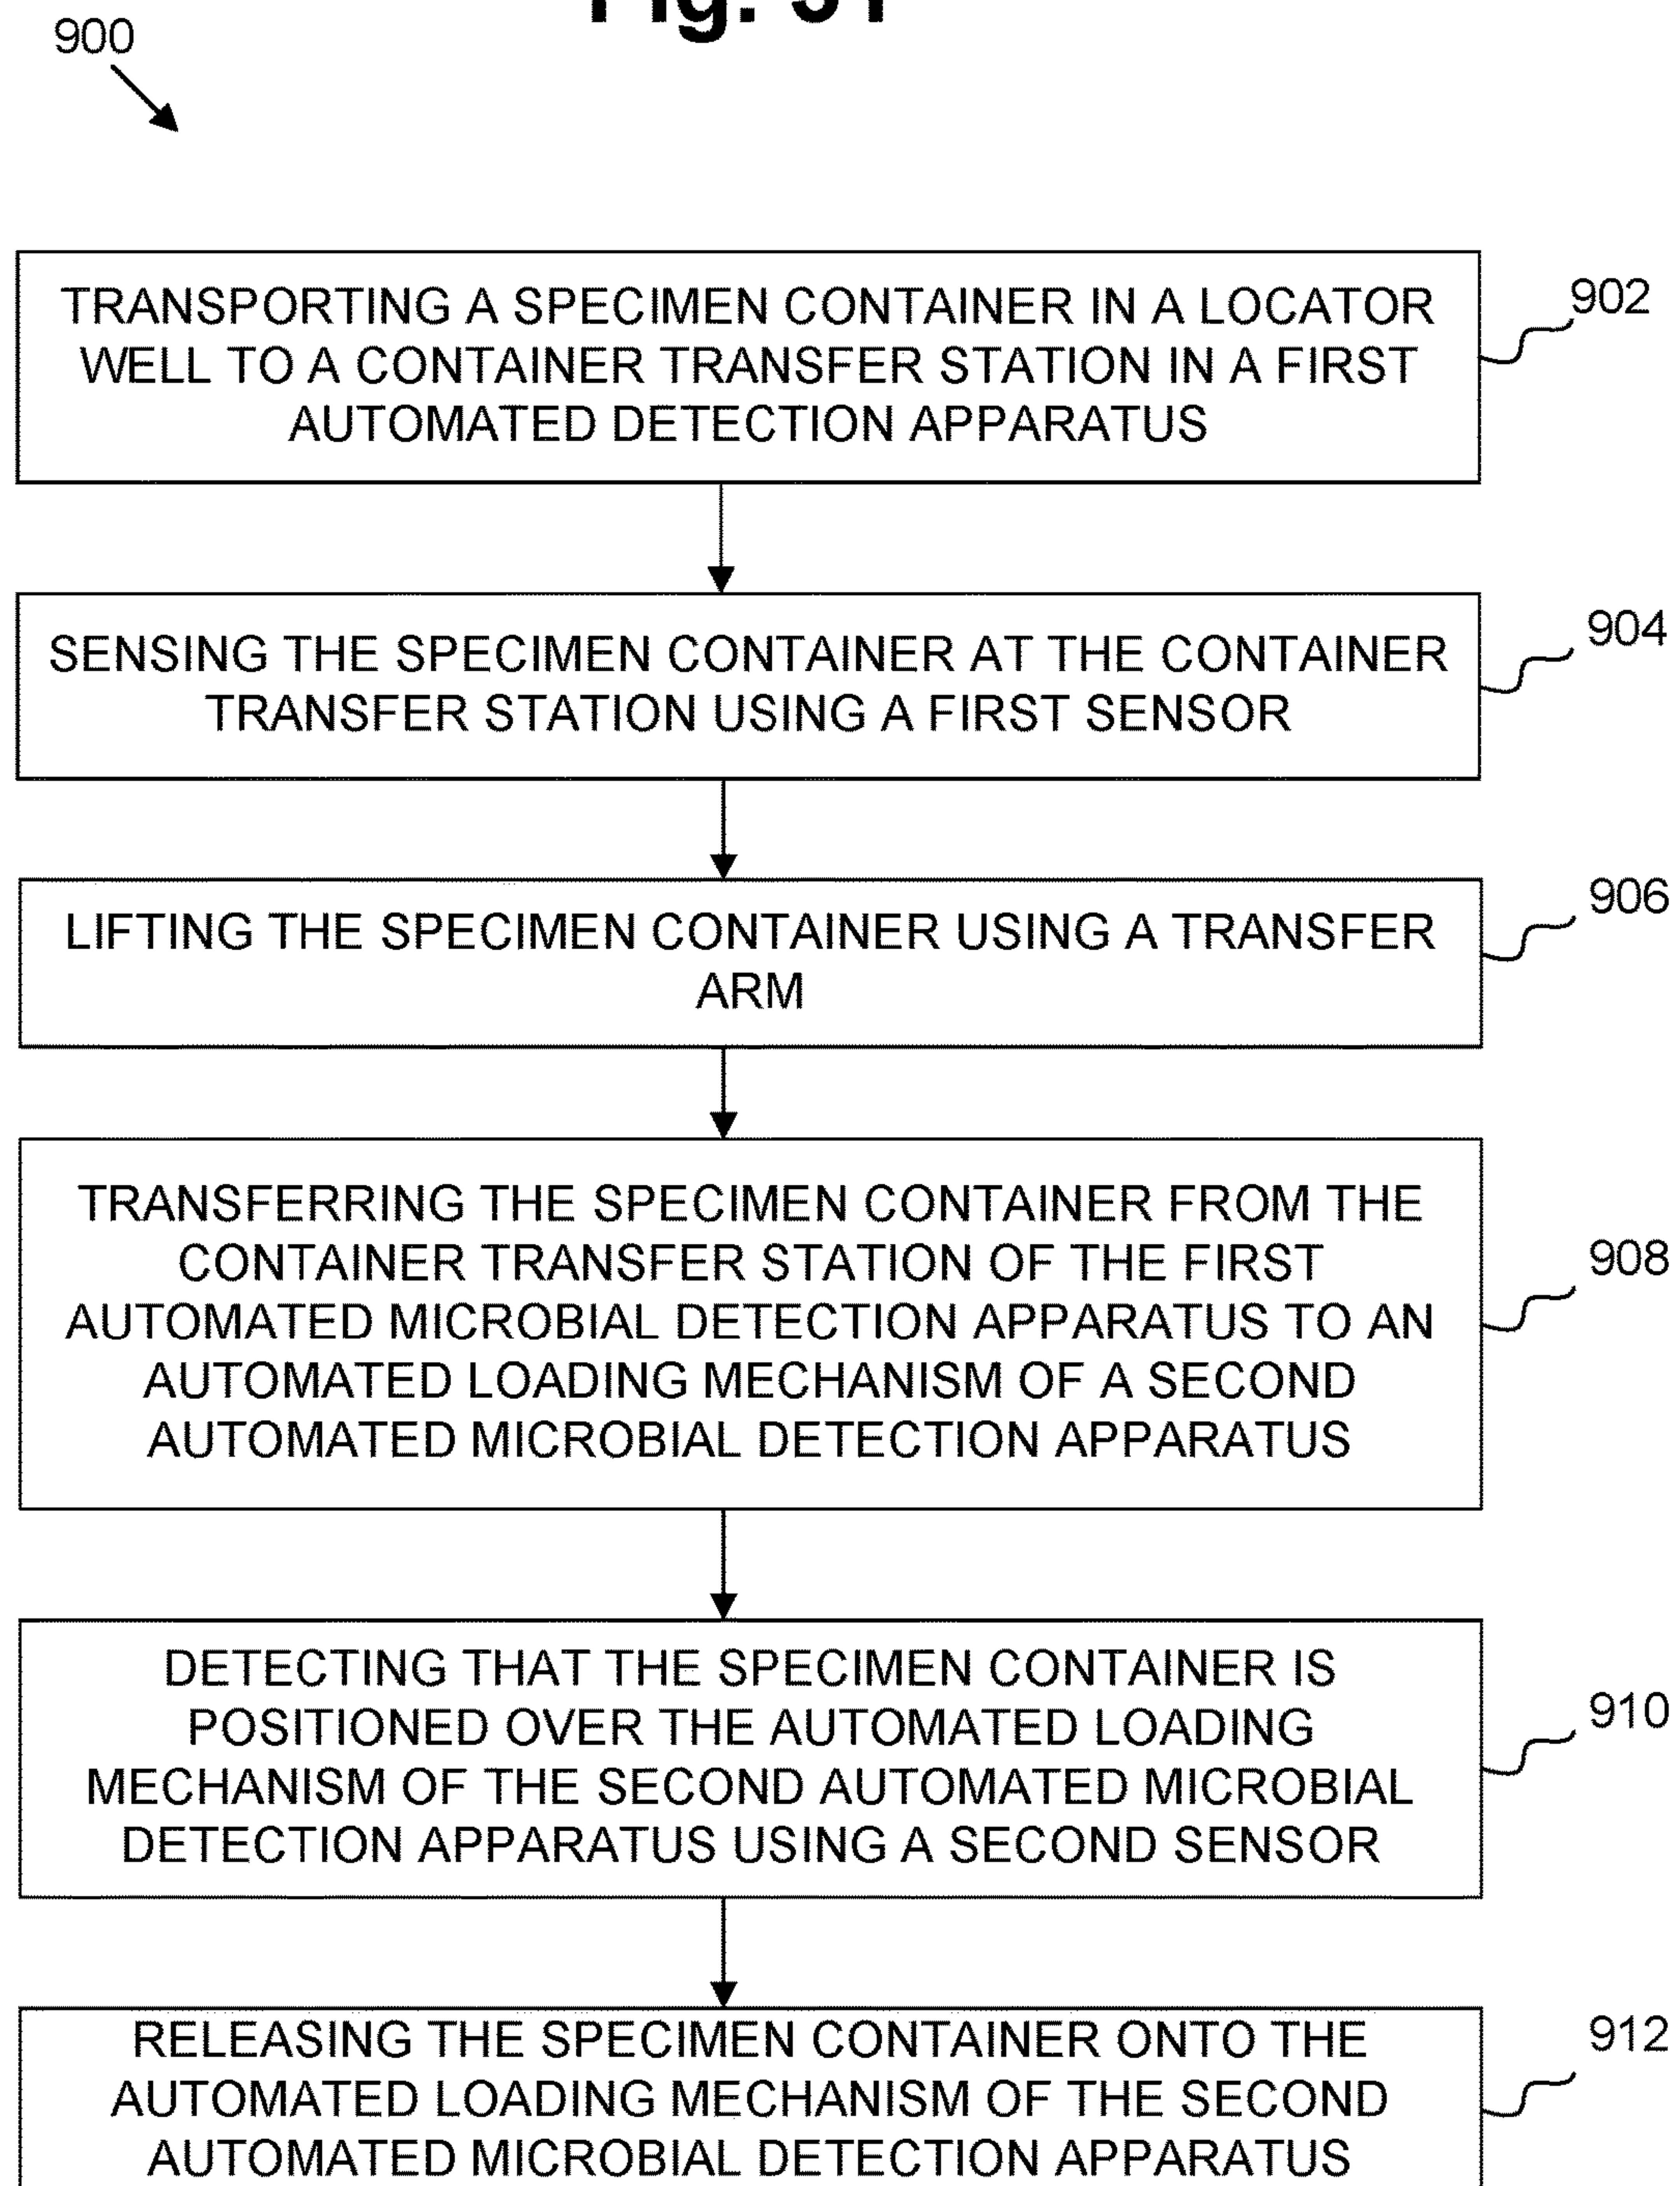 Fig. 31
900
TRANSPORTING A SPECIMEN CONTAINER IN A LOCATOR
WELL TO A CONTAINER TRANSFER STATION IN A FIRST
AUTOMATED DETECTION APPARATUS
902
SENSING THE SPECIMEN CONTAINER AT THE CONTAINER
TRANSFER STATION USING A FIRST SENSOR
904
LIFTING THE SPECIMEN CONTAINER USING A TRANSFER
ARM
906
TRANSFERRING THE SPECIMEN CONTAINER FROM THE
CONTAINER TRANSFER STATION OF THE FIRST
AUTOMATED MICROBIAL DETECTION APPARATUS TO AN
AUTOMATED LOADING MECHANISM OF A SECOND
AUTOMATED MICROBIAL DETECTION APPARATUS
908
DETECTING THAT THE SPECIMEN CONTAINER IS
POSITIONED OVER THE AUTOMATED LOADING
MECHANISM OF THE SECOND AUTOMATED MICROBIAL
DETECTION APPARATUS USING A SECOND SENSOR
910
RELEASING THE SPECIMEN CONTAINER ONTO THE
AUTOMATED LOADING MECHANISM OF THE SECOND
AUTOMATED MICROBIAL DETECTION APPARATUS
912